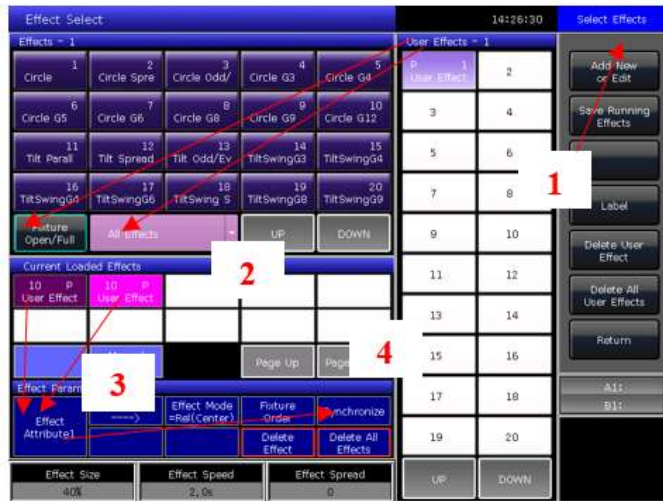 Effect Select
14:26:30
Select Effects
Effects - 1
1
Circle
2
Circle Spre
3
Circle Odd/
4
Circle G3
5
Circle G4
6
Circle G5
7
Circle G6
8
Circle G8
9
Circle G9
10
Circle G12
11
Tilt Parall
12
Tilt Spread
13
Tilt Odd/Ev
14
TiltSwingG3
15
TiltSwingG4
16
TiltSwingG4
17
TiltSwingG6
18
TiltSwing S
19
TiltSwingG8
20
TiltSwingG9
Fixture
Open/Full
All Effects
UP
DOWN
Current Loaded Effects
10 P
User Effect
10 P
User Effect
Page Up
Page
Effect Param
Effect
Attribute1
---->
Effect Mode
=Rel(Center)
Fixture
Order
Synchronize
Delete
Effect
Delete All
Effects
Effect Size
40%
Effect Speed
2.0s
Effect Spread
0
User Effects - 1
P 1
User Effect
2
3
4
5
6
7
8
9
10
11
12
13
14
15
16
17
18
19
20
UP
DOWN
Add New
or Edit
Save Running
Effects
Label
Delete User
Effect
Delete All
User Effects
Return
A1:
B1:
1
2
3
4